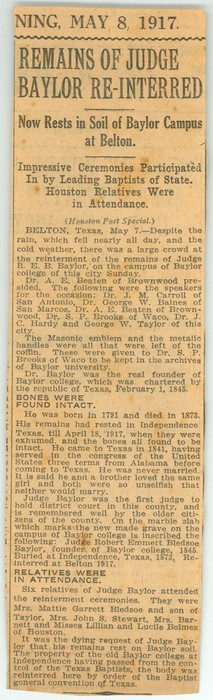 NING, MAY 8, 1917.
REMAINS OF JUDGE
BAYLOR RE-INTERRED
Now Rests in Soil of Baylor Campus
at Belton.
Impressive Ceremonies Participated
In by Leading Baptists of State.
Houston Relatives Were
in Attendance.
(Houston Post Special.)
BELTON, Texas, May 7.—Despite the
rain, which fell nearly all day, and the
cold weather, there was a large crowd at
the reinterment of the remains of Judge
R. E. B. Baylor, on the campus of Baylor
college of this city Sunday.
Dr. A. E. Beaten of Brownwood pre-
sided. The following were the speakers
for the occasion: Dr. J. M. Carroll of
San Antonio, Dr. George W. Baines of
San Marcos, Dr. A. E. Beaten of Brown-
wood, Dr. S. P. Brooks of Waco, Dr. J.
C. Hardy and George W. Taylor of this
city.
The Masonic emblem and the metalic
handles were all that were left of the
coffin. These were given to Dr. S. P.
Brooks of Waco to be kept in the archives
of Baylor university.
Dr. Baylor was the real founder of
Baylor college, which was chartered by
the republic of Texas, February 1, 1845.
BONES WERE
FOUND INTACT.
He was born in 1791 and died in 1873.
His remains had rested in Independence
Texas, till April 18, 1917, when they were
exhumed, and the bones all found to be
intact. He came to Texas in 1841, having
served in the congress of the United
States three terms from Alabama before
coming to Texas. He was never married.
It is said he and a brother loved the same
girl and both were so unselfish that
neither would marry.
Judge Baylor was the first judge to
hold district court in this county, and
is remembered well by the older citi-
zens of the county. On the marble slab
which marks the new made grave on the
campus of Baylor college is inscribed the
following: Judge Robert Emmett Bledsoe
Baylor, founder of Baylor college, 1845.
Buried at Independence, Texas, 1873, Re-
interred at Belton 1917.
RELATIVES WERE
IN ATTENDANCE.
Six relatives of Judge Baylor attended
the reinterment ceremonies. They were
Mrs. Mattie Garrett Bledsoe and son of
Taylor, Mrs. John S. Stewart, Mrs. Bar-
nett and Misses Lillian and Lucile Belmes
of Houston.
It was the dying request of Judge Bay-
lor that his remains rest on Baylor soil.
The property of the old Baylor college at
Independence having passed from the con-
trol of the Texas Baptists, the body was
reinterred here by order of the Baptist
general convention of Texas.